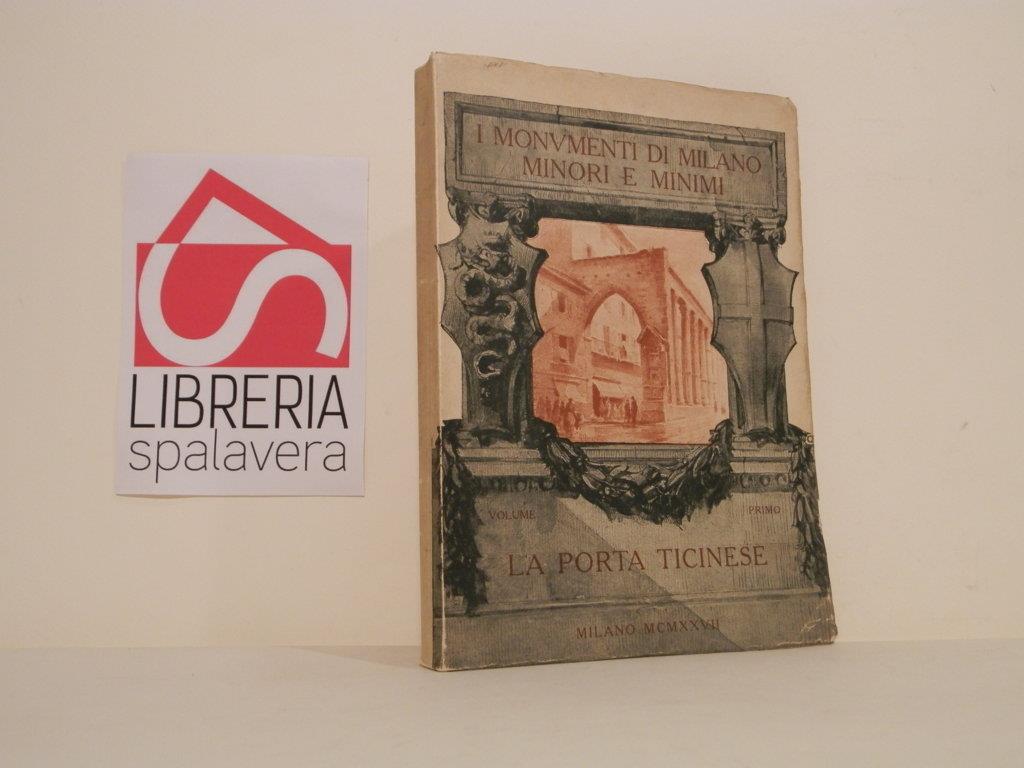 LIBRERIA
spalavera
I MONVMENTI DI MILANO
MINORI E MINIMI
VOLUME PRIMO
LA PORTA TICINESE
MILANO MCMXXVII